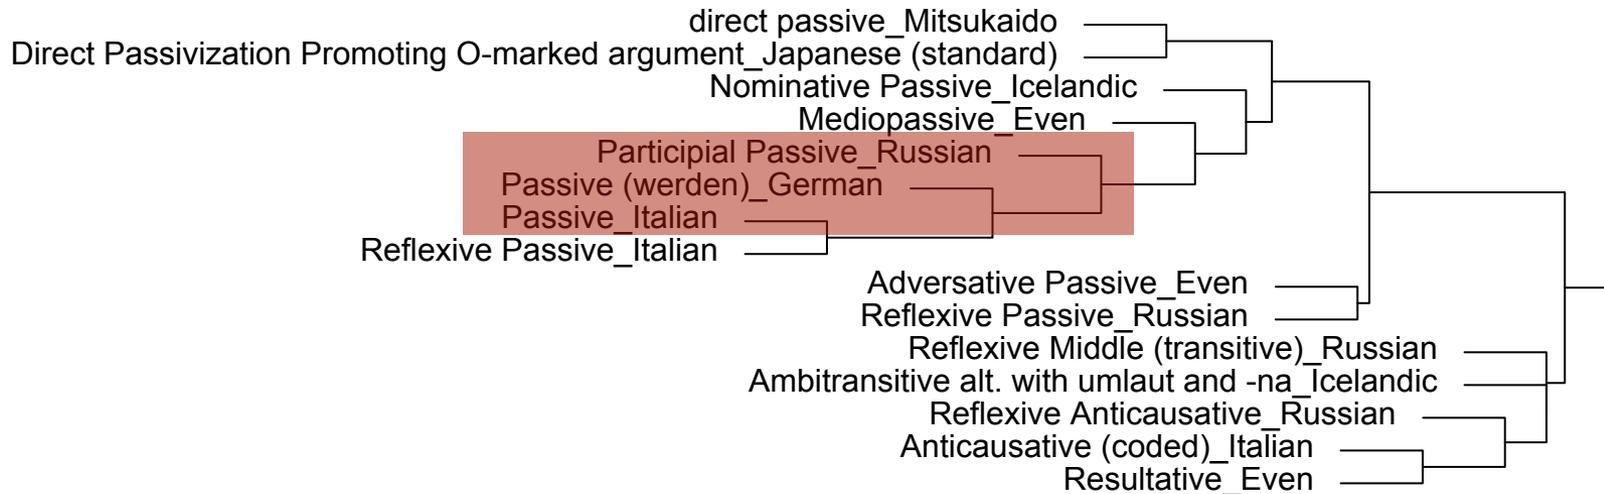 direct passive_Mitsukaido
Direct Passivization Promoting O-marked argument_Japanese (standard)
Nominative Passive_Icelandic
Mediopassive_Even
Participial Passive_Russian
Passive (werden)_German
Passive_Italian
Reflexive Passive_Italian
Adversative Passive_Even
Reflexive Passive_Russian
Reflexive Middle (transitive)_Russian
Ambitransitive alt. with umlaut and -na_Icelandic
Reflexive Anticausative_Russian
Anticausative (coded)_Italian
Resultative_Even